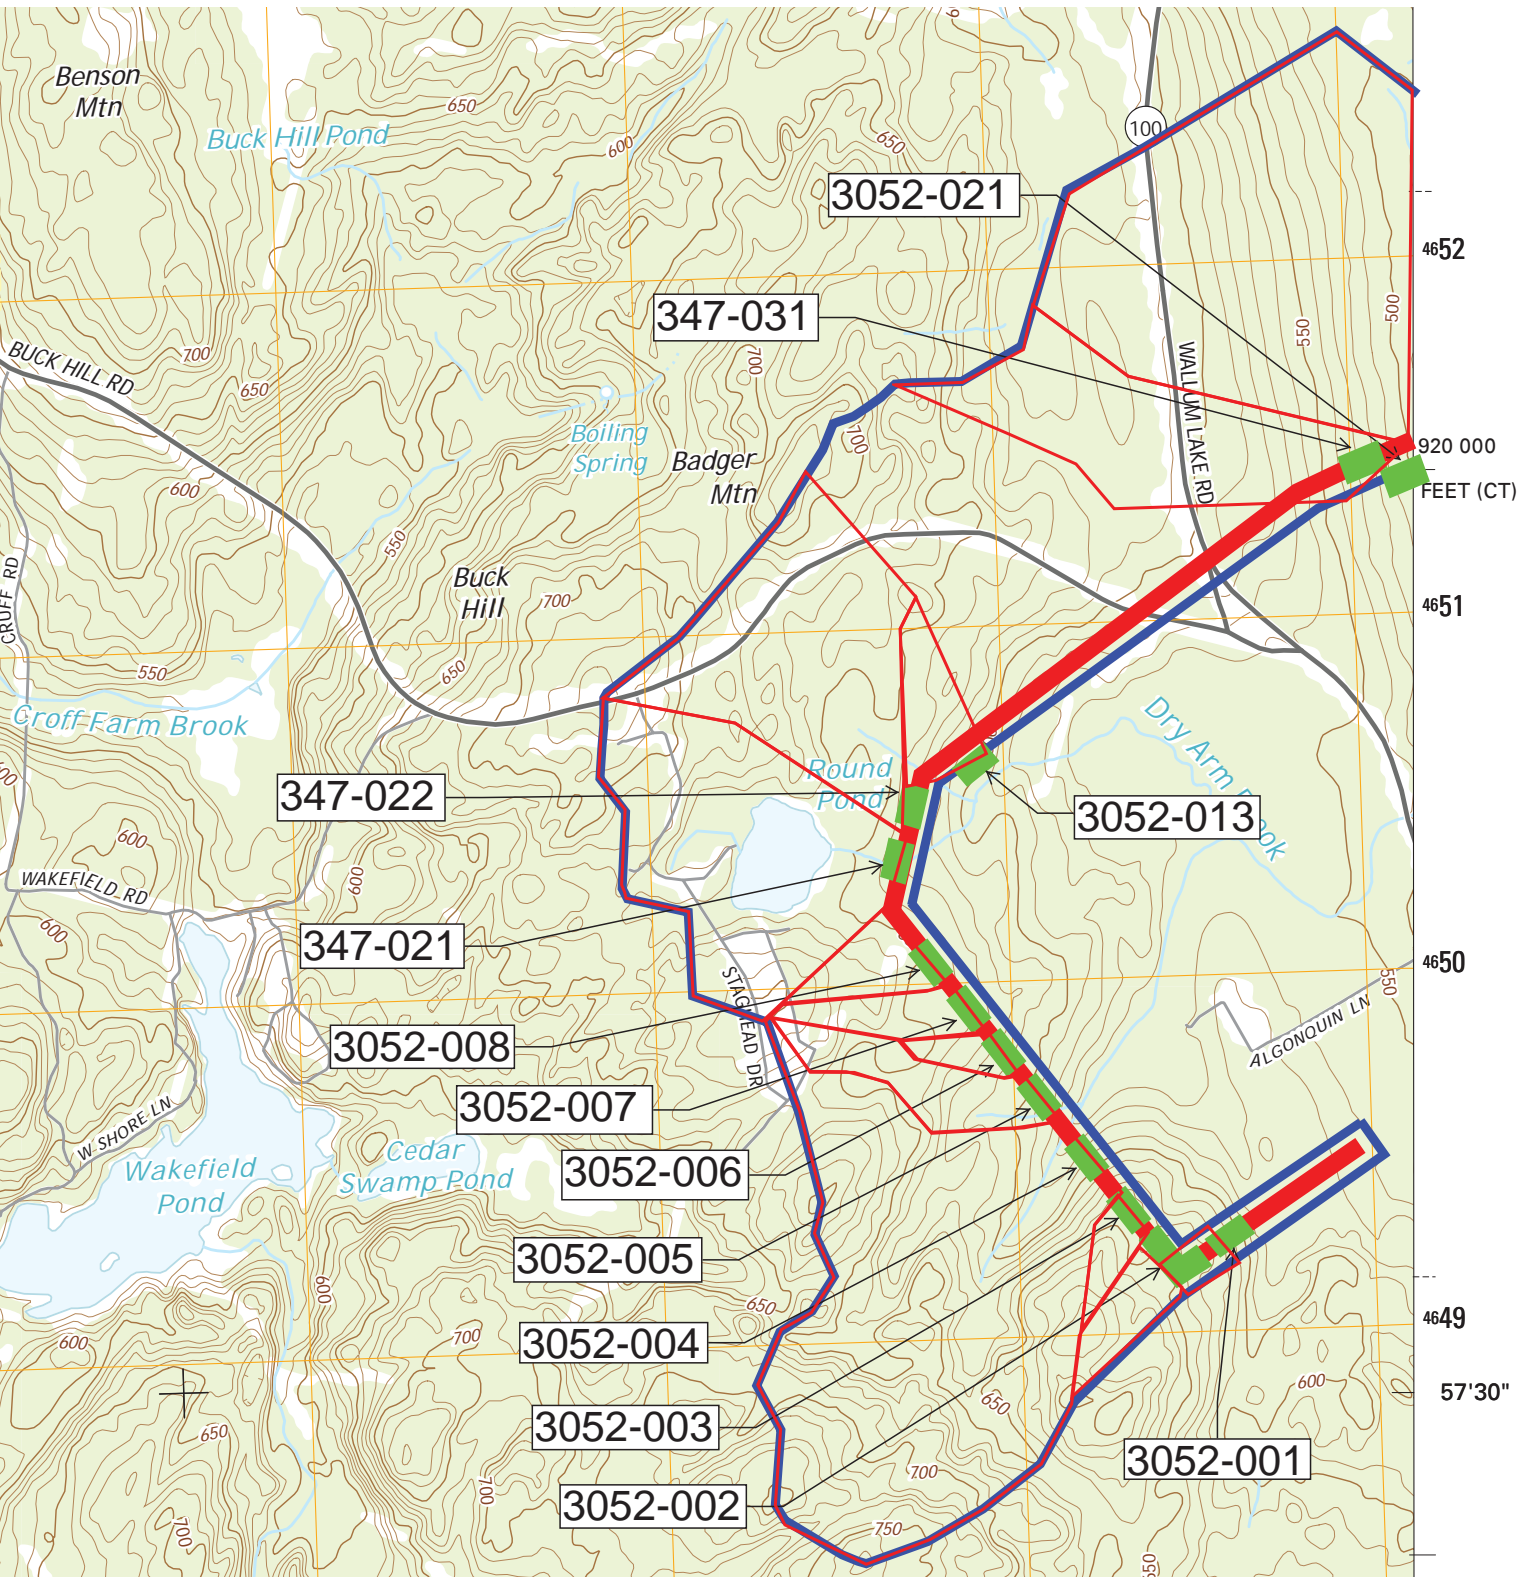 Benson
Mtn
650
Buck Hill Pond
600
650
100
3052-021
4652
347-031
500
550
BUCK HILL RD
700
650
700
WALLUM LAKE RD
Boiling
Spring
Badger
Mtn
700
920 000
FEET (CT)
600
550
CRUFF RD
Buck
Hill
700
4651
550
650
Croff Farm Brook
Dry Arm Brook
Round
Pond
347-022
3052-013
600
600
WAKEFIELD RD
600
347-021
STAGHEAD DR
4650
550
ALGONQUIN LN
3052-008
3052-007
W SHORE LN
Cedar
Swamp Pond
Wakefield
Pond
3052-006
3052-005
600
650
4649
600
700
3052-004
600
57'30"
650
650
3052-003
3052-001
700
700
3052-002
700
750